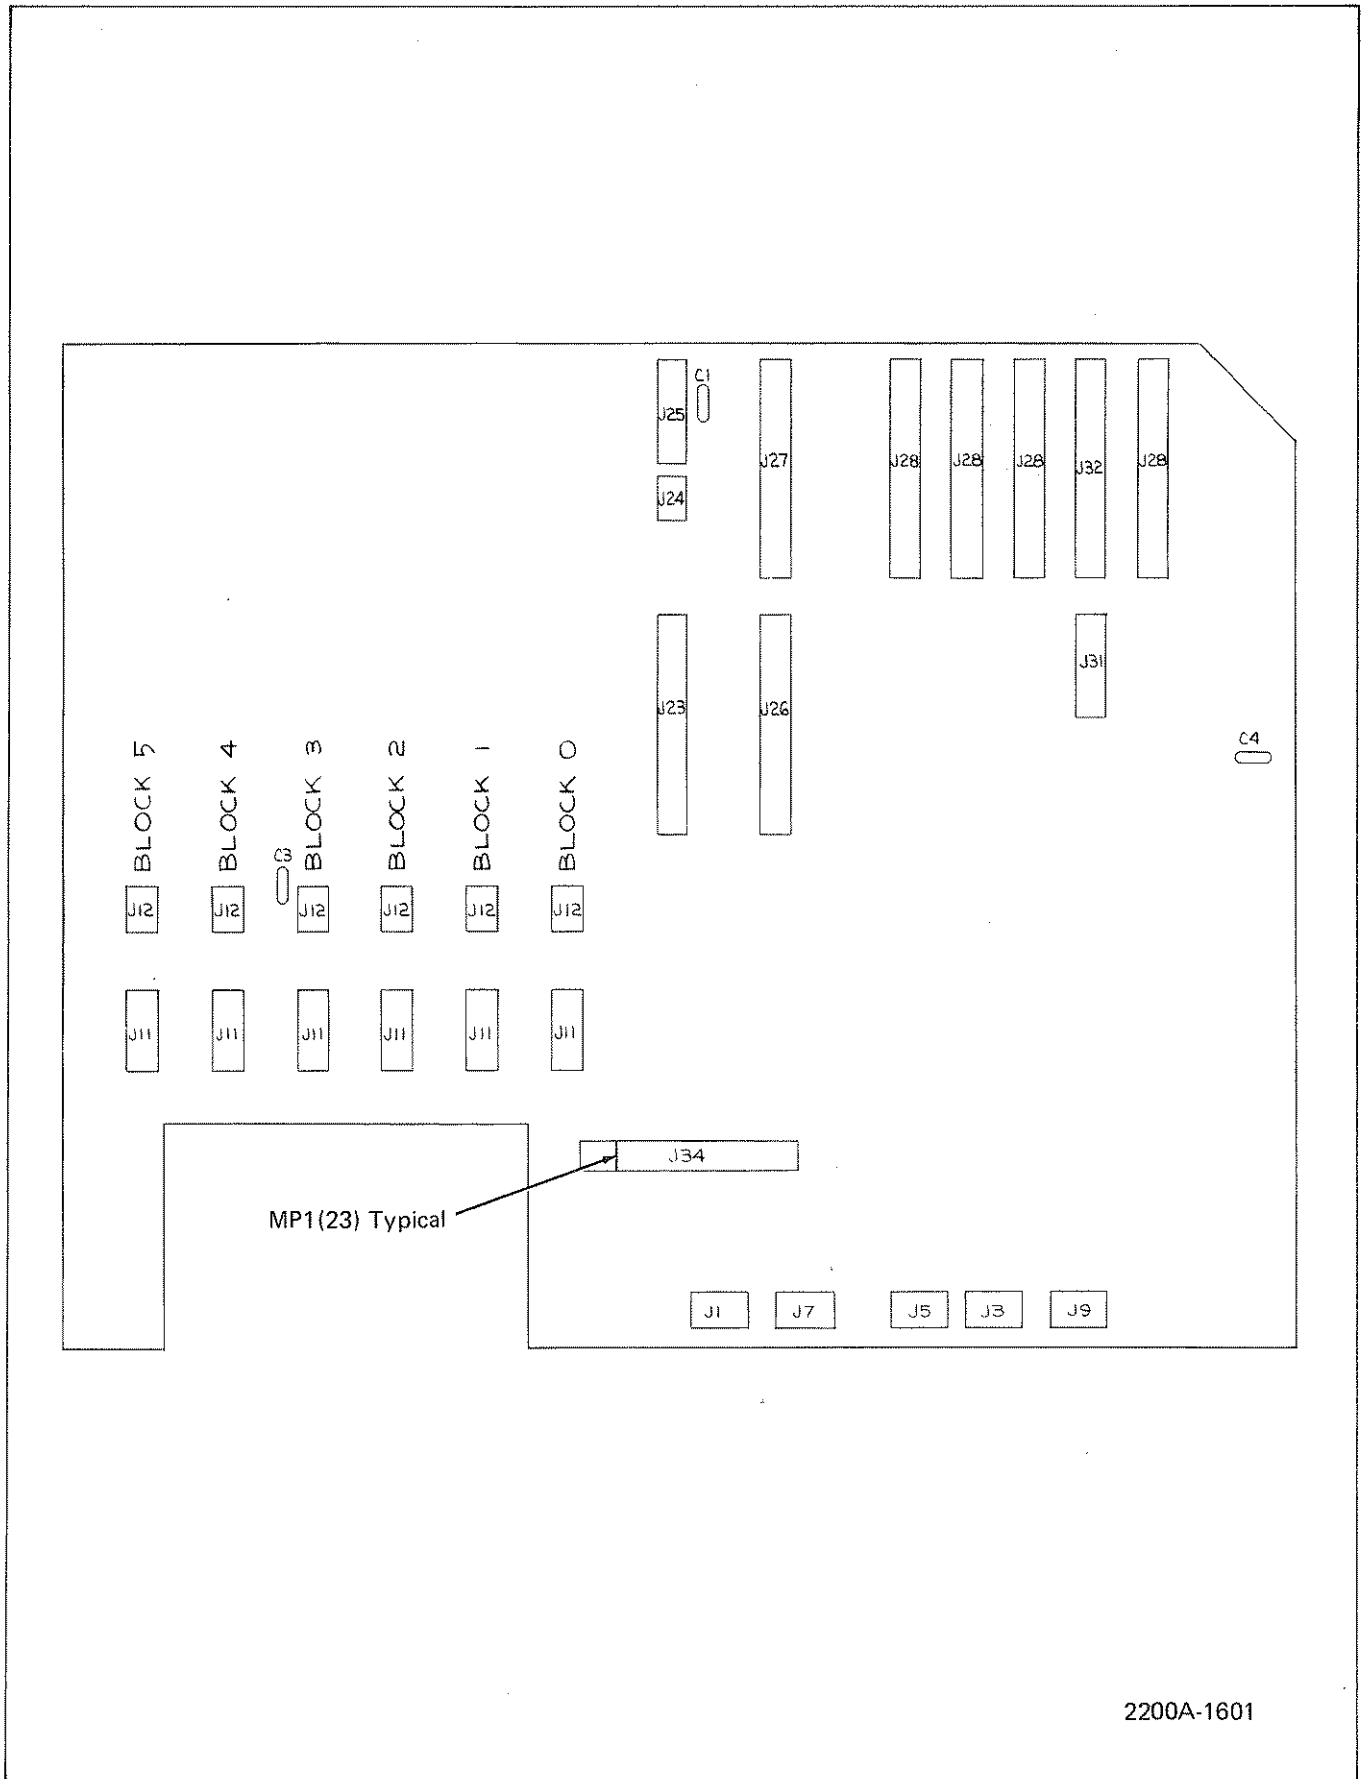 C1
J25
J27
J28
J28
J28
J32
J28
J24
J31
J23
J26
C4
BLOCK 5
BLOCK 4
BLOCK 3
BLOCK 2
BLOCK 1
BLOCK 0
C3
J12
J12
J12
J12
J12
J12
J11
J11
J11
J11
J11
J11
J34
MP1(23) Typical
J1
J7
J5
J3
J9
2200A-1601